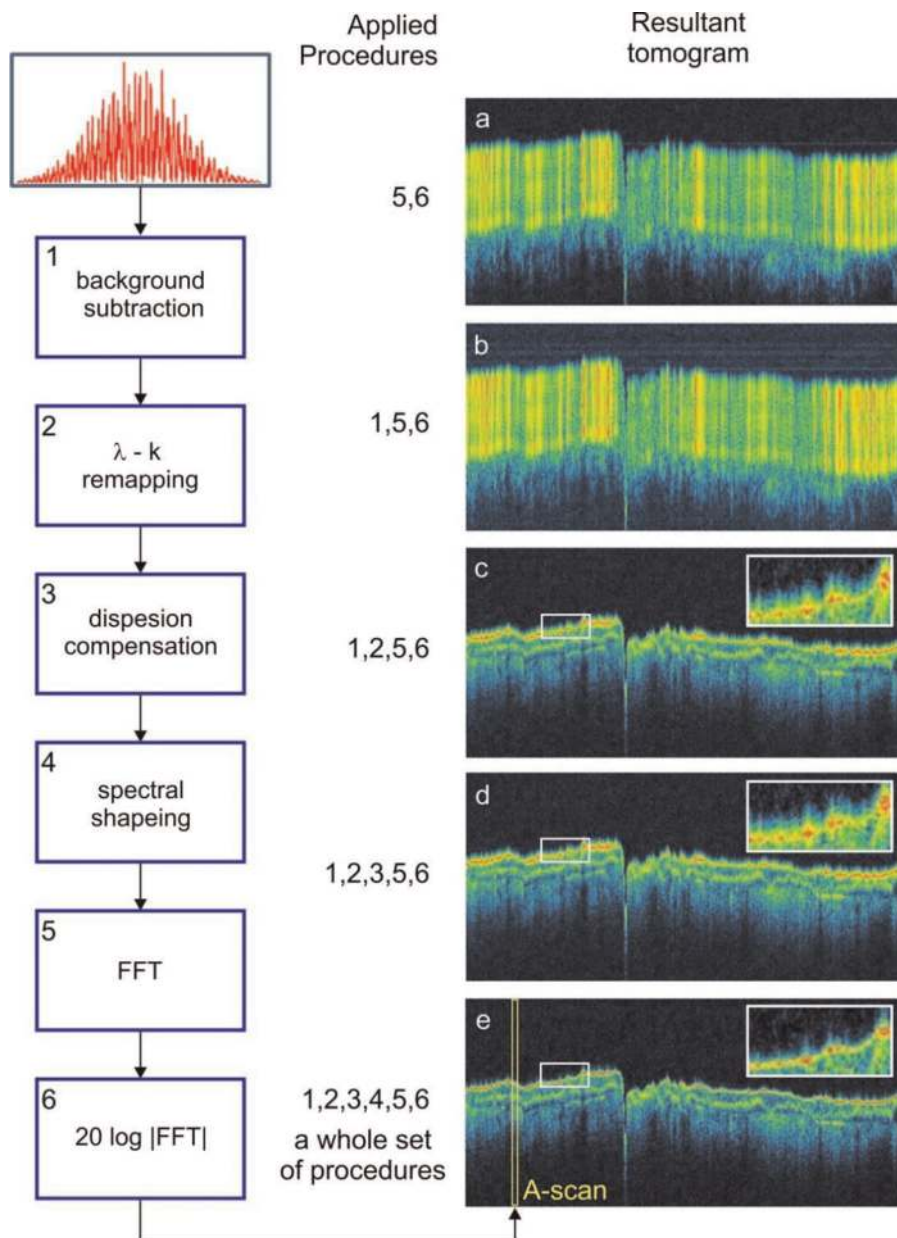 Applied
Procedures
Resultant
tomogram
1
background
subtraction
2
λ - k
remapping
3
dispesion
compensation
4
spectral
shapeing
5
FFT
6
20 log |FFT|
5,6
1,5,6
1,2,5,6
1,2,3,5,6
1,2,3,4,5,6
a whole set
of procedures
a
b
c
d
e
A-scan